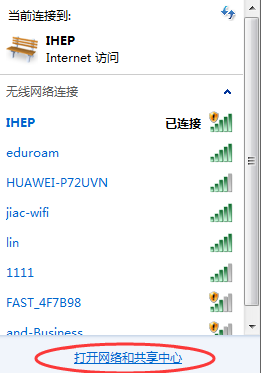 当前连接到:
IHEP
Internet 访问
无线网络连接
IHEP 已连接
eduroam
HUAWEI-P72UVN
jiac-wifi
lin
1111
FAST_4F7B98
and-Business
打开网络和共享中心